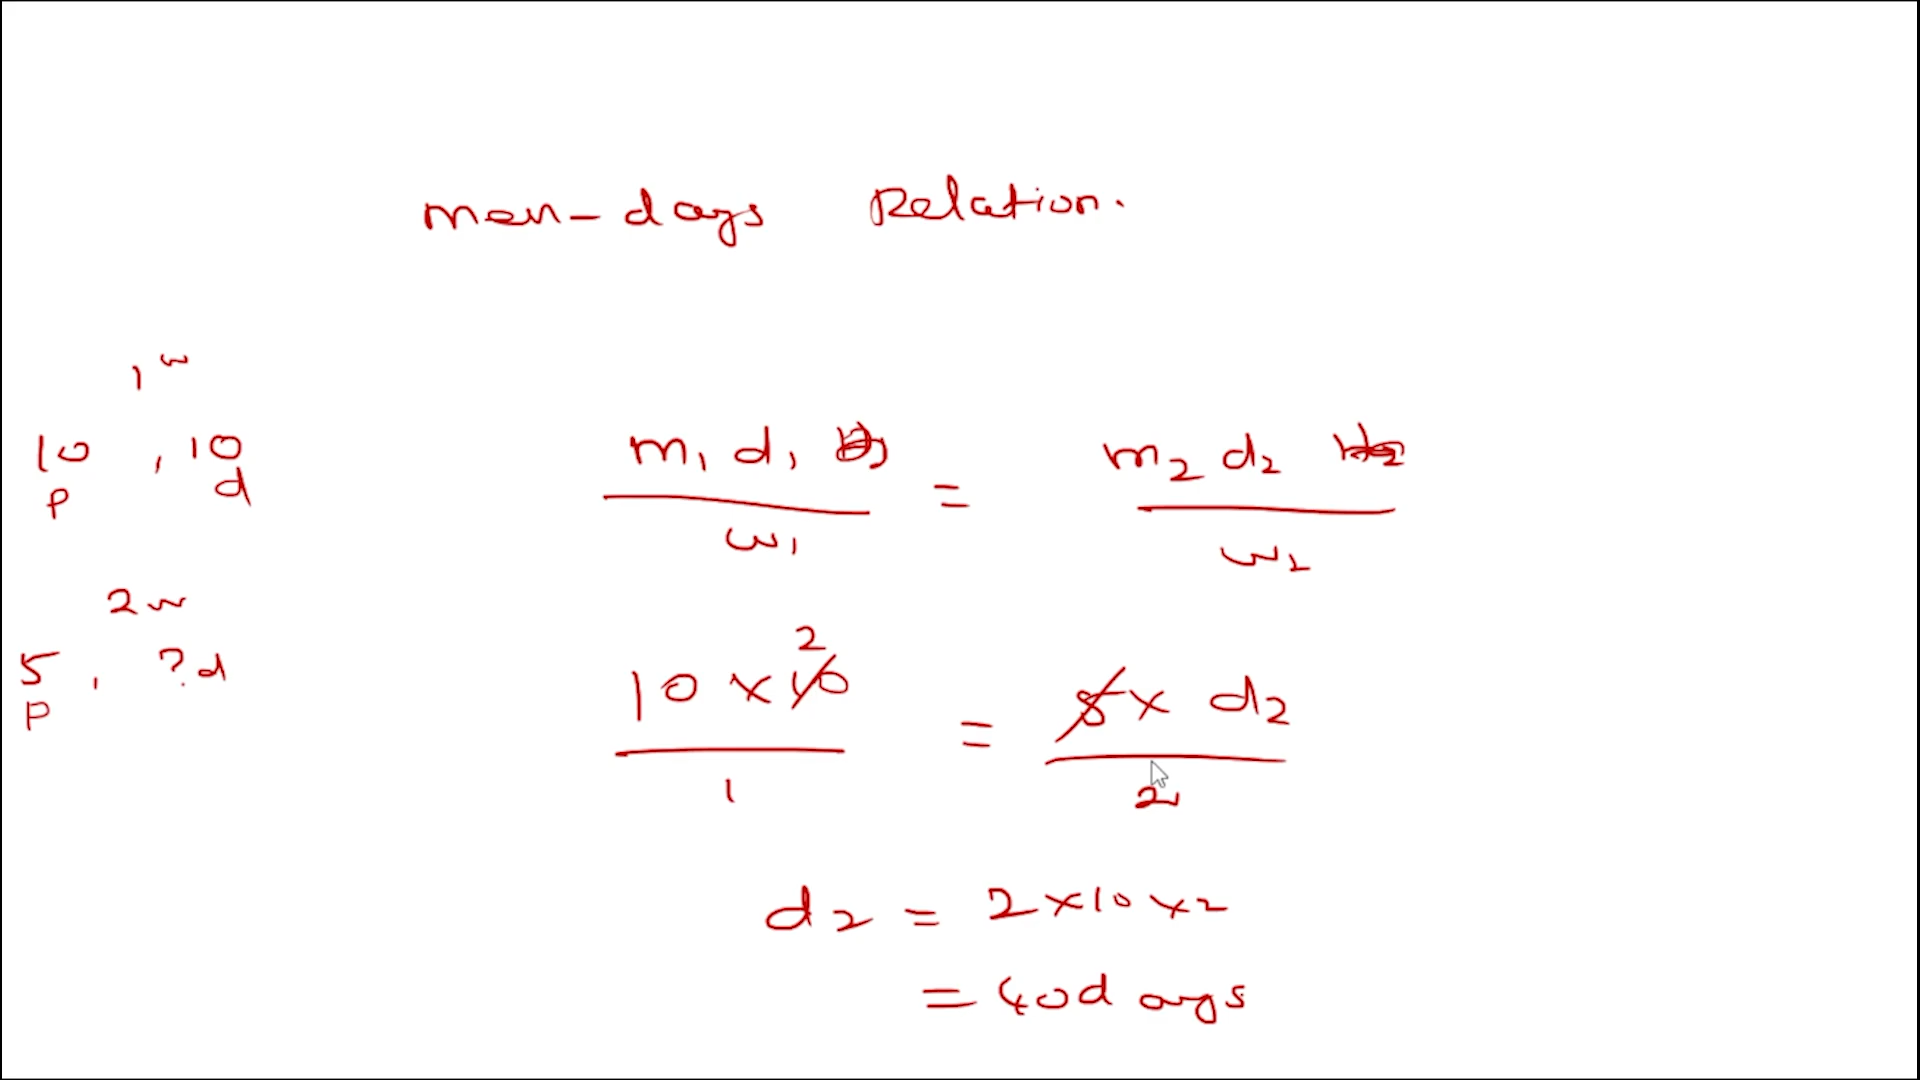 men-days Relation.
1 w
10 , 10
p d
2w
5 , ?d
p
m1 d1 = m2 d2
w1 w2
2
10 x 10 = 5 x d2
1 2
d2 = 2 x 10 x 2
= 40 days